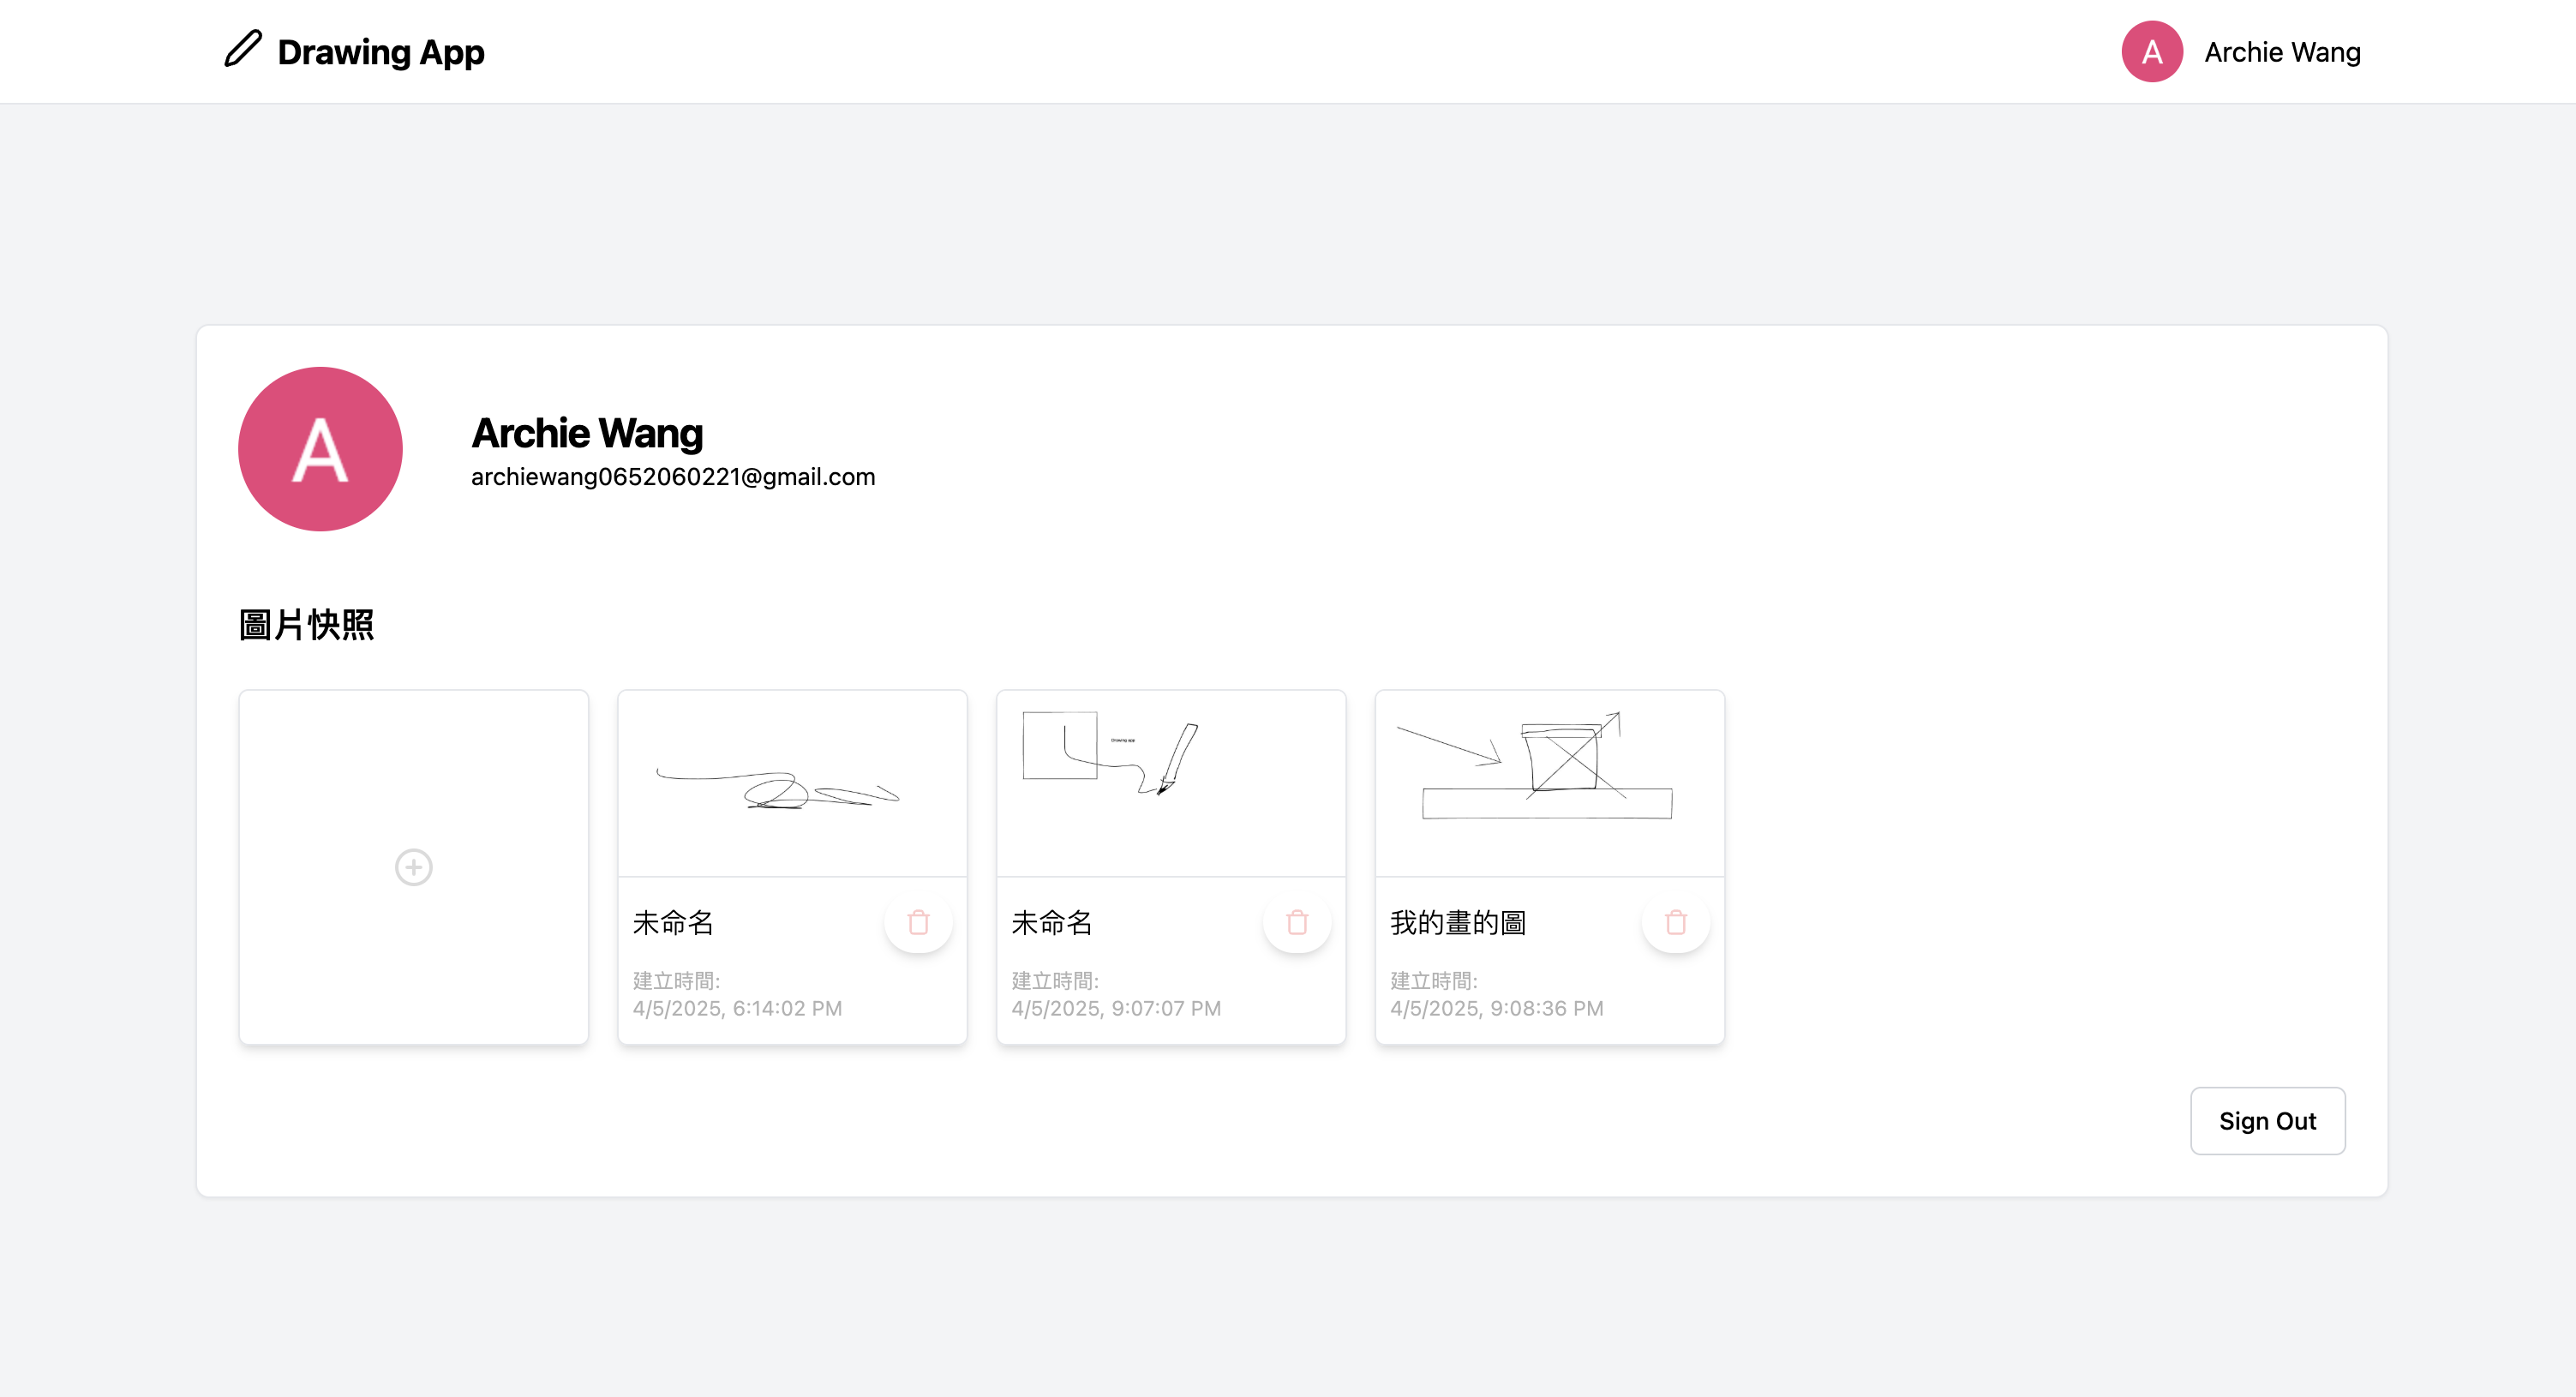 Drawing App
A
Archie Wang
A
Archie Wang
archiewang0652060221@gmail.com
圖片快照
Drawing app
未命名
建立時間:
4/5/2025, 6:14:02 PM
未命名
建立時間:
4/5/2025, 9:07:07 PM
我的畫的圖
建立時間:
4/5/2025, 9:08:36 PM
Sign Out